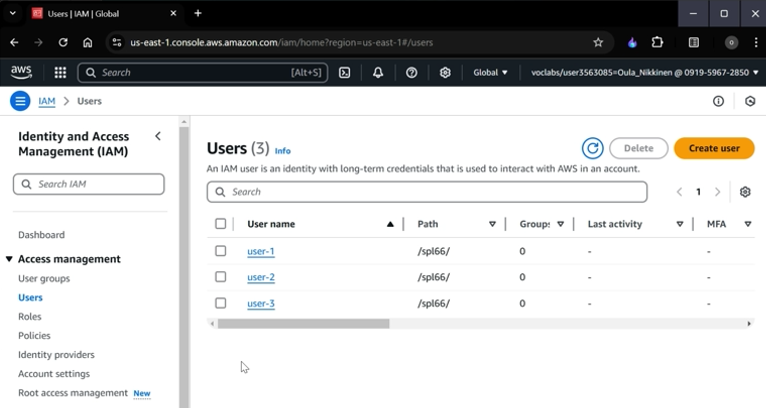 Users | IAM | Global
us-east-1.console.aws.amazon.com/iam/home?region=us-east-1#/users
aws
Search
[Alt+S]
Global
voclabs/user3563085=Oula_Nikkinen @ 0919-5967-2850
IAM > Users
Identity and Access
Management (IAM)
Search IAM
Dashboard
Access management
User groups
Users
Roles
Policies
Identity providers
Account settings
Root access management New
Users (3) Info
Delete
Create user
An IAM user is an identity with long-term credentials that is used to interact with AWS in an account.
Search
1
User name Path Groups Last activity MFA
user-1 /spl66/ 0 - -
user-2 /spl66/ 0 - -
user-3 /spl66/ 0 - -